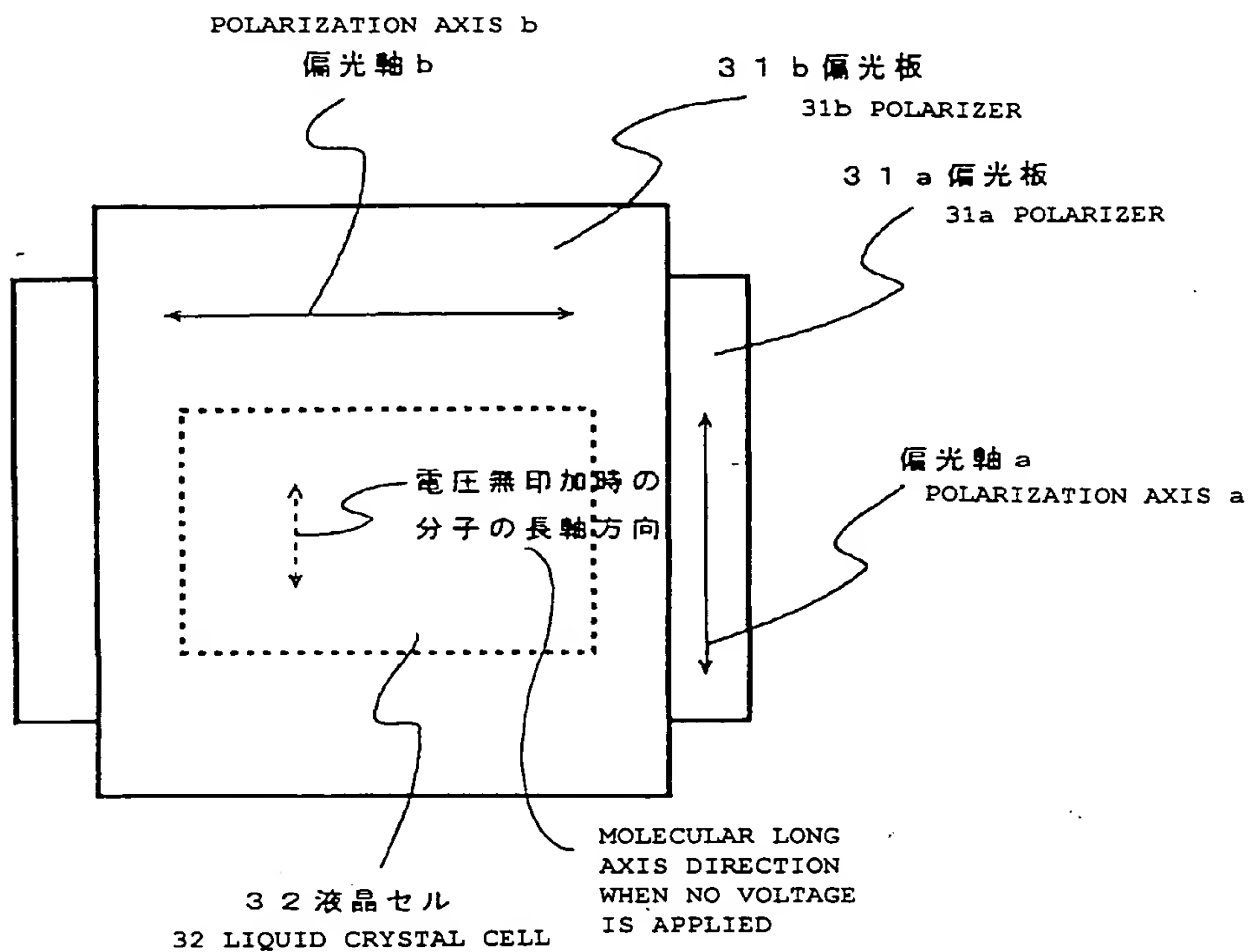 POLARIZATION AXIS b
偏光軸b
31b偏光板
31b POLARIZER
31a偏光板
31a POLARIZER
偏光軸a
POLARIZATION AXIS a
電圧無印加時の
分子の長軸方向
MOLECULAR LONG
AXIS DIRECTION
WHEN NO VOLTAGE
IS APPLIED
32液晶セル
32 LIQUID CRYSTAL CELL